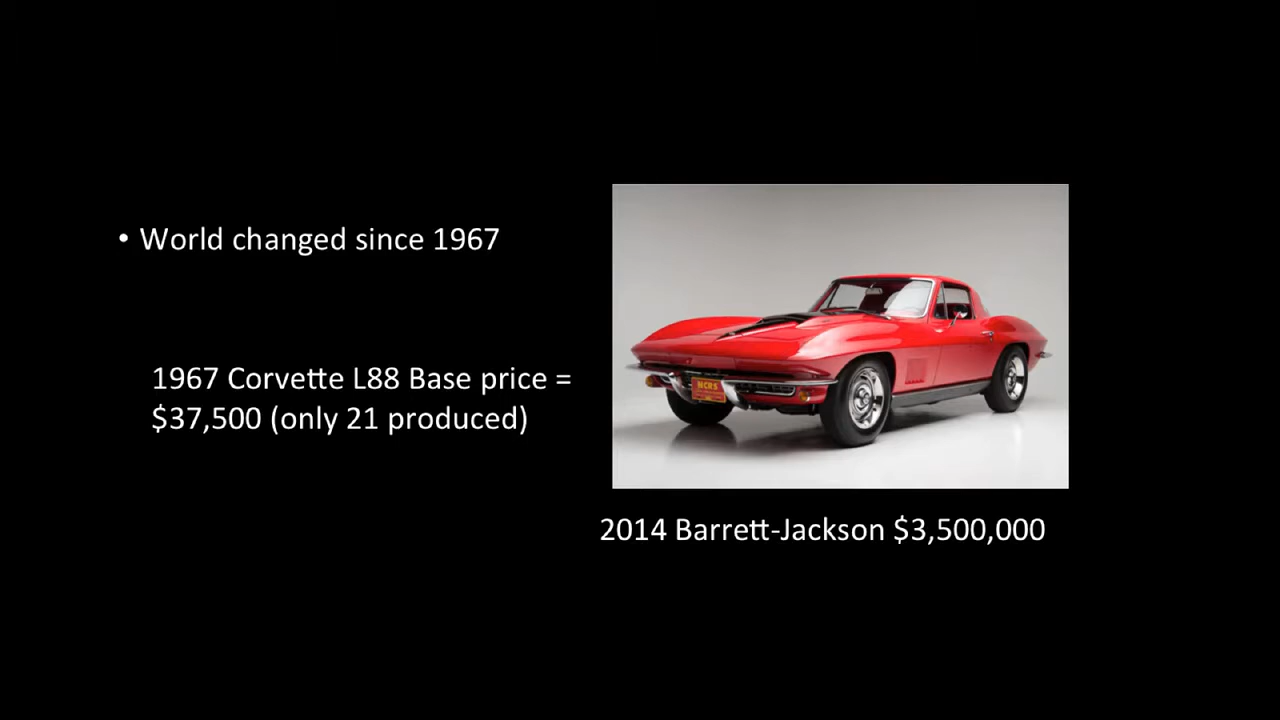 • World changed since 1967
1967 Corvette L88 Base price =
$37,500 (only 21 produced)
NCRS
2014 Barrett-Jackson $3,500,000